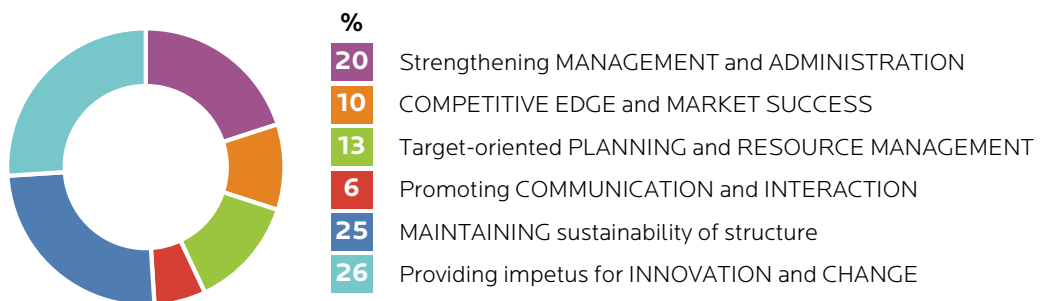 %
20 Strengthening MANAGEMENT and ADMINISTRATION
10 COMPETITIVE EDGE and MARKET SUCCESS
13 Target-oriented PLANNING and RESOURCE MANAGEMENT
6 Promoting COMMUNICATION and INTERACTION
25 MAINTAINING sustainability of structure
26 Providing impetus for INNOVATION and CHANGE